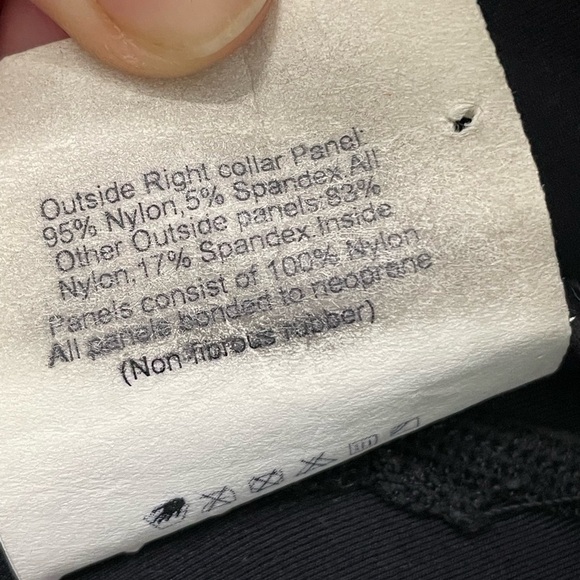 Outside Right collar Panel:
95% Nylon,5% Spandex All
Other Outside panels:83%
Nylon,17% Spandex Inside
Panels consist of 100% Nylon
All panels bonded to neoprane
(Non-fibrous rubber)